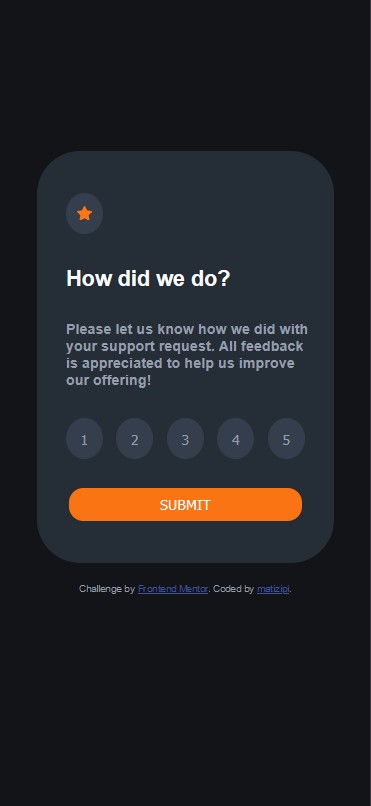 How did we do?
Please let us know how we did with
your support request. All feedback
is appreciated to help us improve
our offering!
1 2 3 4 5
SUBMIT
Challenge by Frontend Mentor. Coded by matizipi.